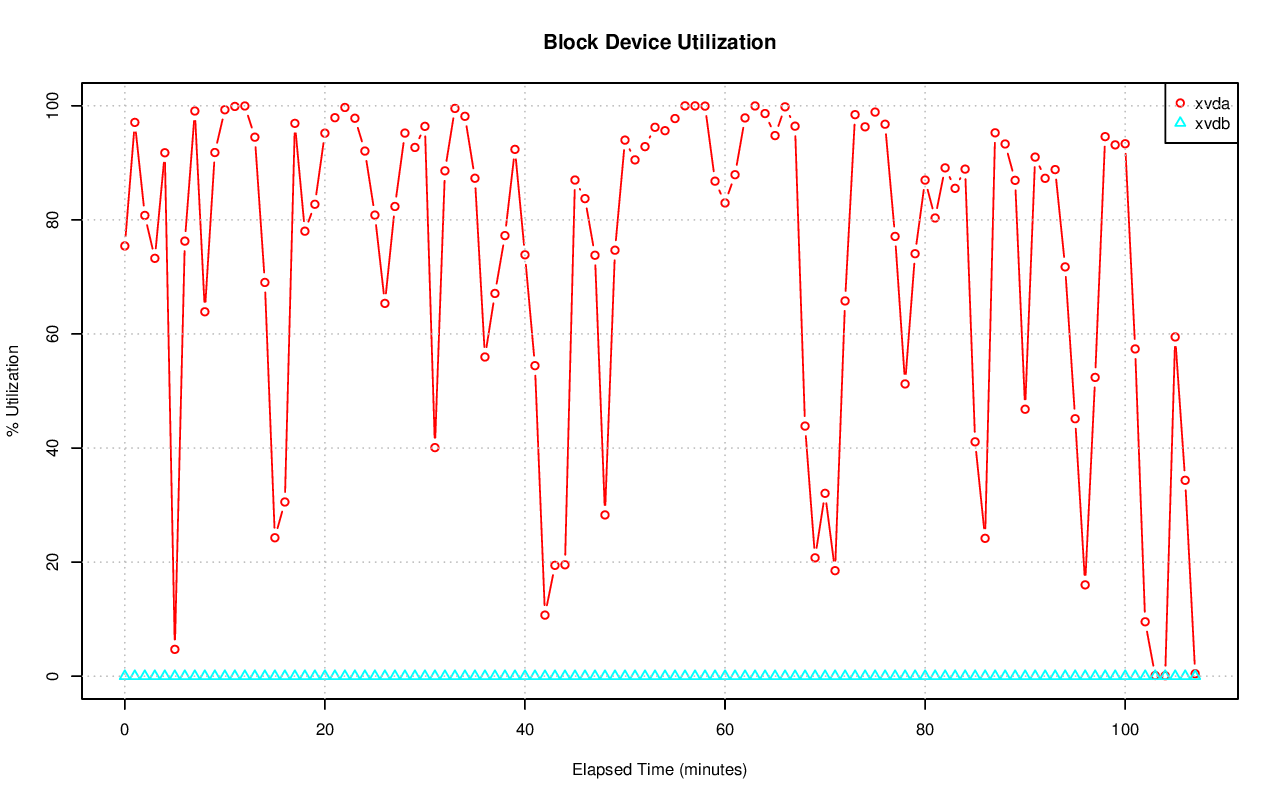 Block Device Utilization
xvda
xvdb
% Utilization
100
80
60
40
20
0
0 20 40 60 80 100
Elapsed Time (minutes)